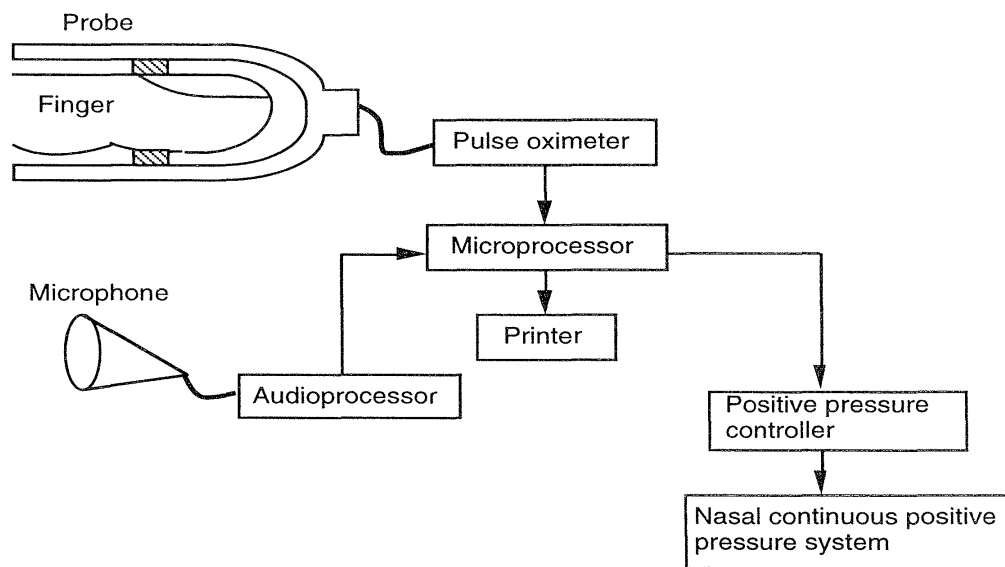 Probe
Finger
Pulse oximeter
Microprocessor
Microphone
Printer
Audioprocessor
Positive pressure
controller
Nasal continuous positive
pressure system